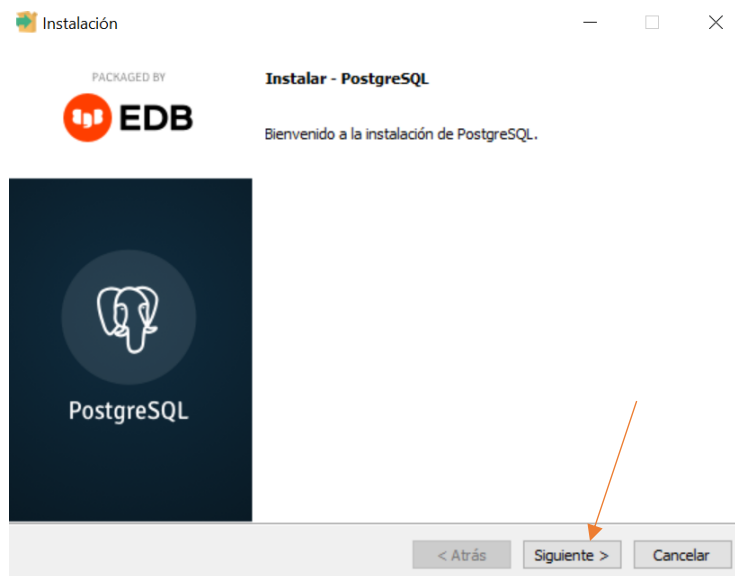 Instalación
PACKAGED BY
EDB
Instalar - PostgreSQL
Bienvenido a la instalación de PostgreSQL.
PostgreSQL
< Atrás
Siguiente >
Cancelar